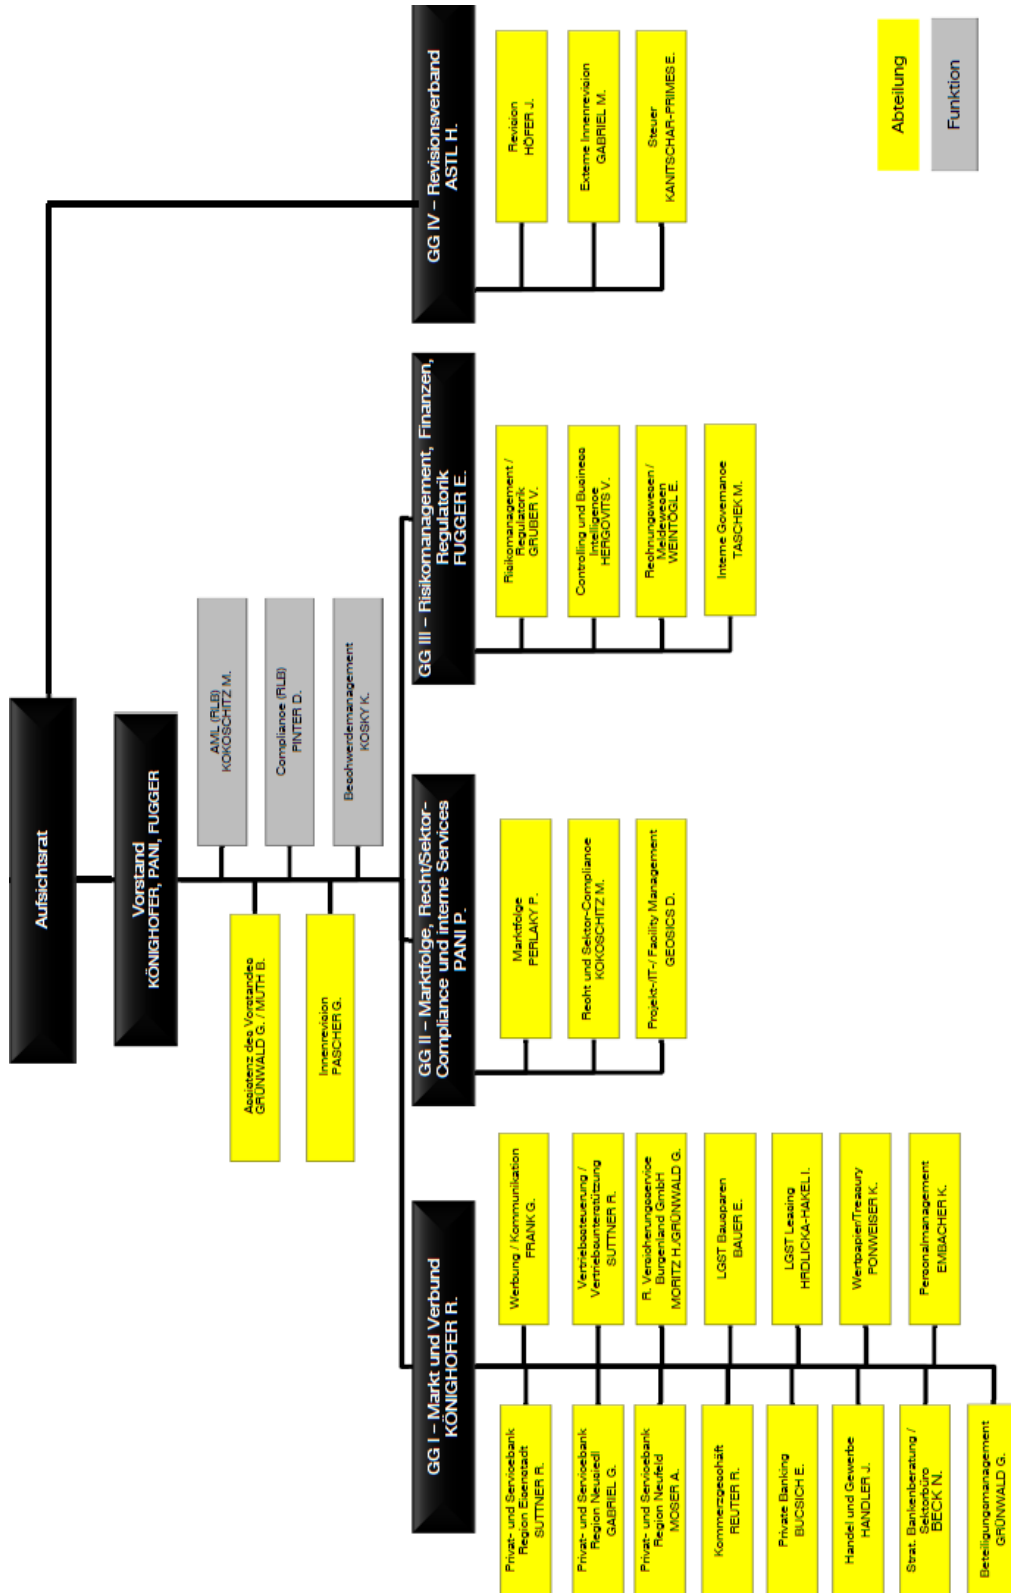 Aufsichtsrat
Vorstand
KÖNIGHOFER, PANI, FUGGER
AML (RLB)
KOKOSCHITZ M.
Compliance (RLB)
PINTER D.
Beschwerdemanagement
KOSKY K.
Assistenz des Vorstandes
GRÜNWALD G. / MUTH B.
Innenrevision
PASCHER G.
GG I – Markt und Verbund
KÖNIGHOFER R.
Privat- und Servicebank
Region Eisenstadt
SUTTNER R.
Privat- und Servicebank
Region Neusiedl
GABRIEL G.
Privat- und Servicebank
Region Neufeld
MOSER A.
Kommerzgeschäft
REUTER R.
Private Banking
BUCSICH E.
Handel und Gewerbe
HANDLER J.
Strat. Bankenberatung /
Sektorbüro
BECK N.
Beteiligungsmanagement
GRÜNWALD G.
Werbung / Kommunikation
FRANK G.
Vertriebssteuerung /
Vertriebsunterstützung
SUTTNER R.
R. Versicherungsservice
Burgenland GmbH
MORITZ H./GRÜNWALD G.
LGST Bausparen
BAUER E.
LGST Leasing
HRDLICKA-HAKEL I.
Wertpapier/Treasury
PONWEISER K.
Personalmanagement
EMBACHER K.
GG II – Marktfolge, Recht/Sektor-
Compliance und interne Services
PANI P.
Marktfolge
PERLAKY P.
Recht und Sektor-Compliance
KOKOSCHITZ M.
Projekt-/IT-/ Facility Management
GEOSICS D.
GG III – Risikomanagement, Finanzen,
Regulatorik
FUGGER E.
Risikomanagement /
Regulatorik
GRUBER V.
Controlling und Business
Intelligence
HERGOVITS V.
Rechnungswesen /
Meldewesen
WEINTÖGL E.
Interne Governance
TASCHEK M.
GG IV – Revisionsverband
ASTL H.
Revision
HÖFER J.
Externe Innenrevision
GABRIEL M.
Steuer
KANITSCHAR-PRIMES E.
Abteilung
Funktion